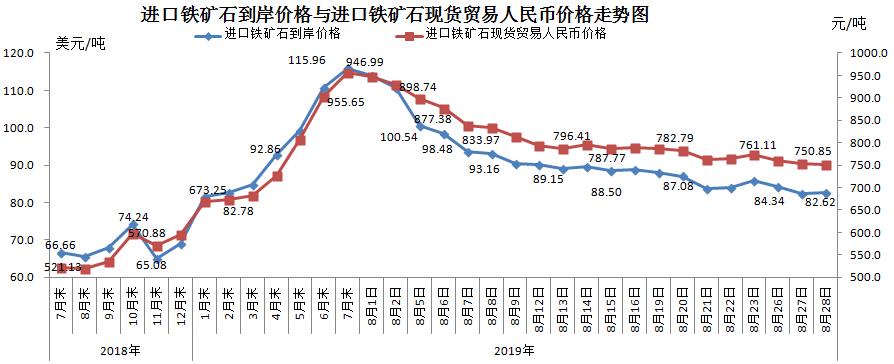 进口铁矿石到岸价格与进口铁矿石现货贸易人民币价格走势图
美元/吨
元/吨
进口铁矿石到岸价格
进口铁矿石现货贸易人民币价格
120.0
110.0
100.0
90.0
80.0
70.0
60.0
1000.0
950.0
900.0
850.0
800.0
750.0
700.0
650.0
600.0
550.0
500.0
66.66
521.13
74.24
570.88
65.08
673.25
82.78
92.86
115.96
955.65
946.99
898.74
100.54
877.38
98.48
833.97
93.16
89.15
796.41
787.77
88.50
782.79
87.08
761.11
84.34
750.85
82.62
7月末
8月末
9月末
10月末
11月末
12月末
1月末
2月末
3月末
4月末
5月末
6月末
7月末
8月1日
8月2日
8月5日
8月6日
8月7日
8月8日
8月9日
8月12日
8月13日
8月14日
8月15日
8月16日
8月19日
8月20日
8月21日
8月22日
8月23日
8月26日
8月27日
8月28日
2018年
2019年